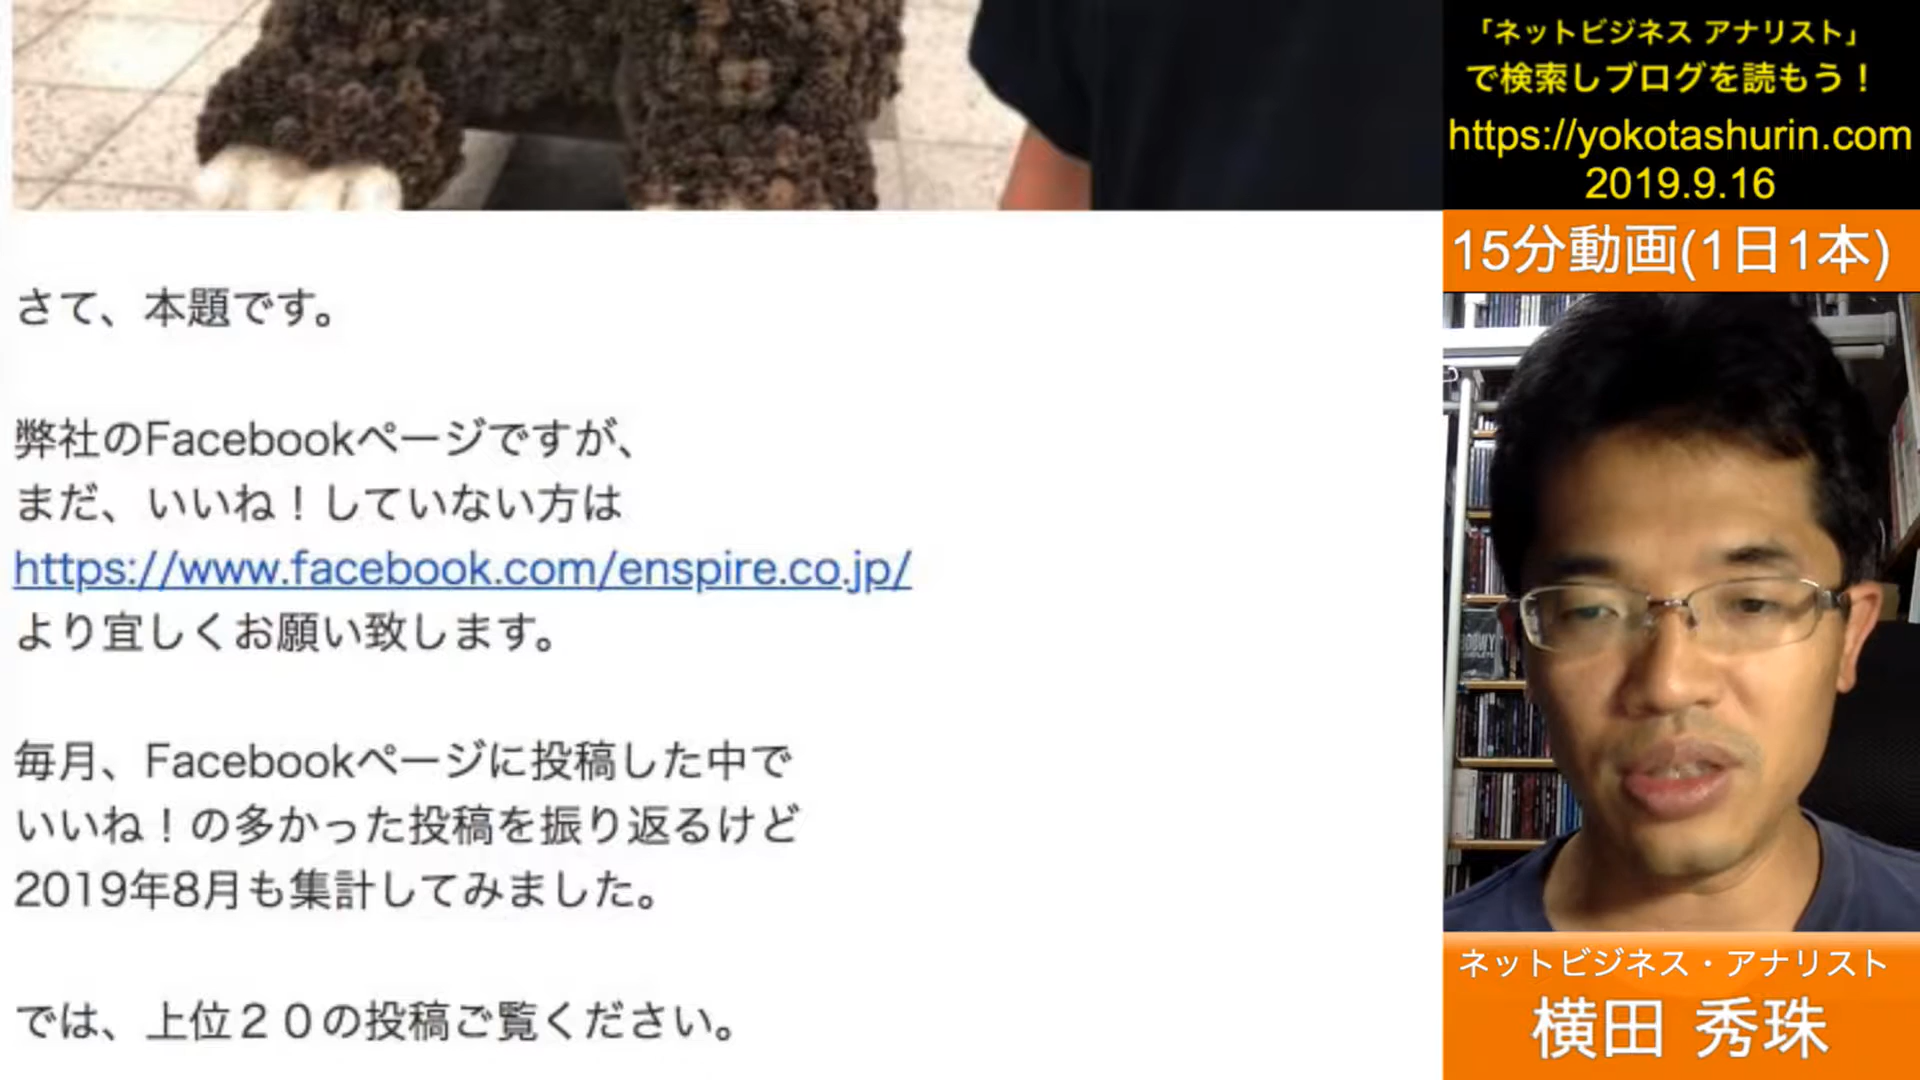 さて、本題です。
弊社のFacebookページですが、
まだ、いいね！していない方は
https://www.facebook.com/enspire.co.jp/
より宜しくお願い致します。
毎月、Facebookページに投稿した中で
いいね！の多かった投稿を振り返るけど
2019年8月も集計してみました。
では、上位２０の投稿ご覧ください。
「ネットビジネス アナリスト」
で検索しブログを読もう！
https://yokotashurin.com
2019.9.16
15分動画(1日1本)
ネットビジネス・アナリスト
横田 秀珠